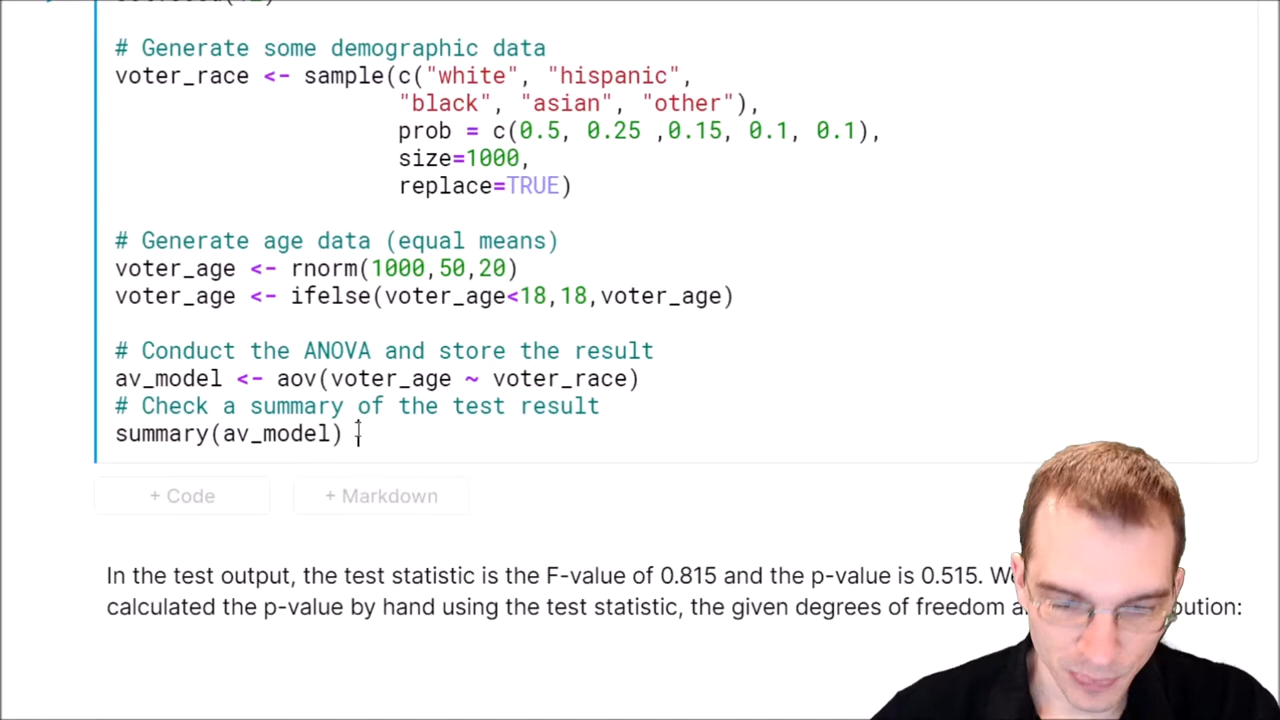 # Generate some demographic data
voter_race <- sample(c("white", "hispanic",
"black", "asian", "other"),
prob = c(0.5, 0.25 ,0.15, 0.1, 0.1),
size=1000,
replace=TRUE)
# Generate age data (equal means)
voter_age <- rnorm(1000,50,20)
voter_age <- ifelse(voter_age<18,18,voter_age)
# Conduct the ANOVA and store the result
av_model <- aov(voter_age ~ voter_race)
# Check a summary of the test result
summary(av_model)
+ Code + Markdown
In the test output, the test statistic is the F-value of 0.815 and the p-value is 0.515.
calculated the p-value by hand using the test statistic, the given degrees of freedom